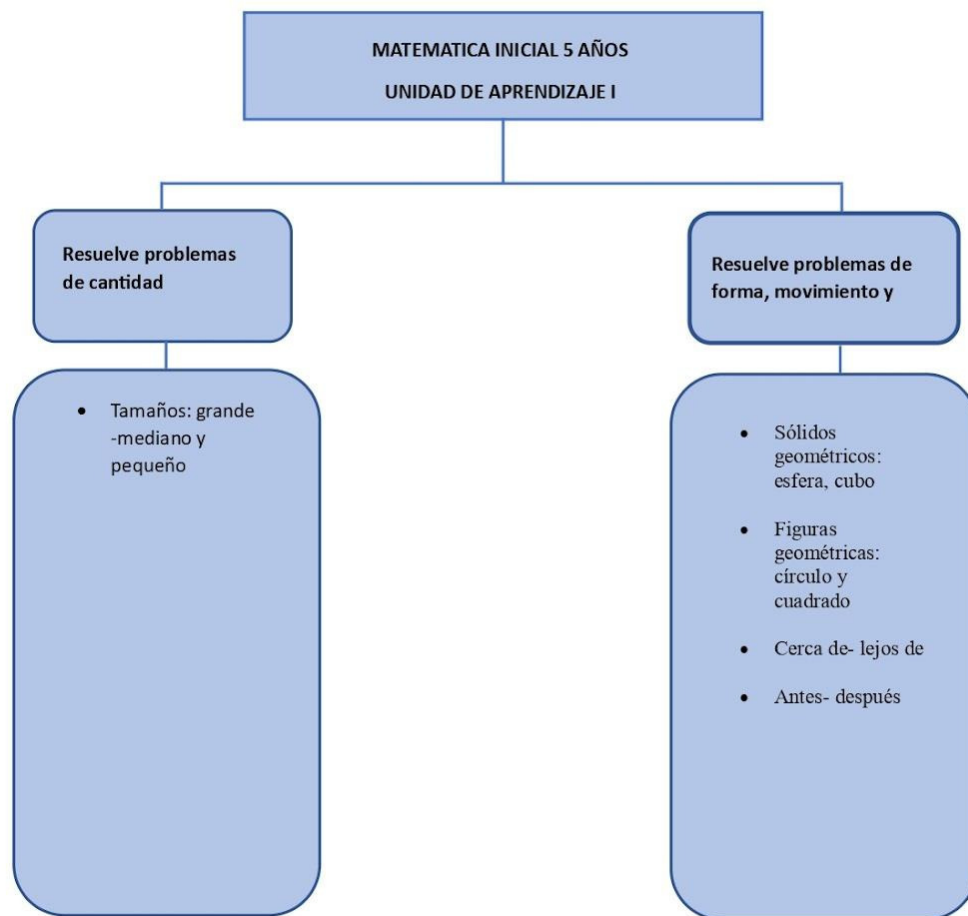 MATEMATICA INICIAL 5 AÑOS
UNIDAD DE APRENDIZAJE I
Resuelve problemas
de cantidad
• Tamaños: grande
-mediano y
pequeño
Resuelve problemas de
forma, movimiento y
• Sólidos
geométricos:
esfera, cubo
• Figuras
geométricas:
círculo y
cuadrado
• Cerca de- lejos de
• Antes- después